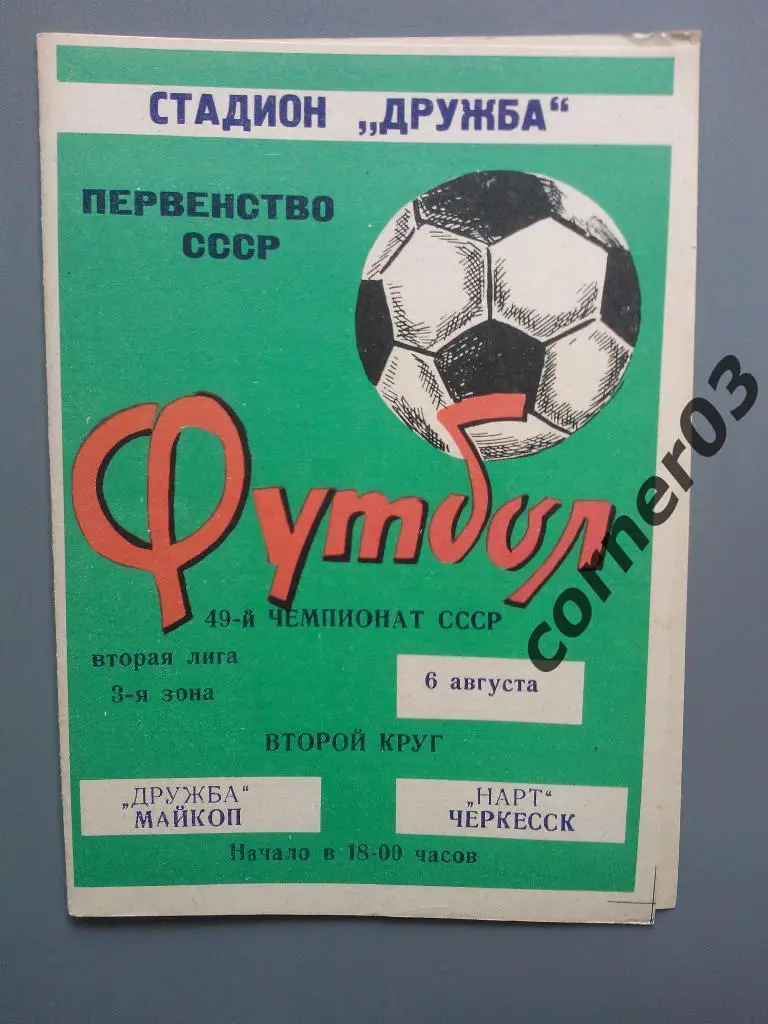 СТАДИОН „ДРУЖБА“
ПЕРВЕНСТВО
СССР
Футбол
49-й ЧЕМПИОНАТ СССР
вторая лига
3-я зона
6 августа
ВТОРОЙ КРУГ
„ДРУЖБА“
МАЙКОП
„НАРТ“
ЧЕРКЕССК
Начало в 18-00 часов
corner03